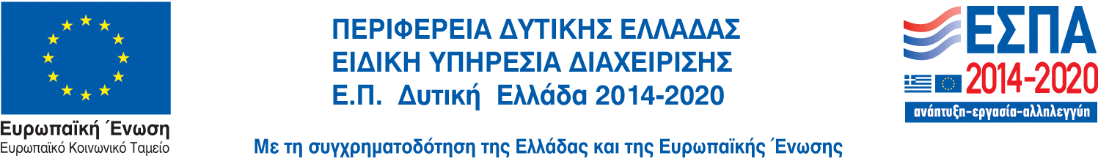 Ευρωπαϊκή Ένωση
Ευρωπαϊκό Κοινωνικό Ταμείο
ΠΕΡΙΦΕΡΕΙΑ ΔΥΤΙΚΗΣ ΕΛΛΑΔΑΣ
ΕΙΔΙΚΗ ΥΠΗΡΕΣΙΑ ΔΙΑΧΕΙΡΙΣΗΣ
Ε.Π. Δυτική Ελλάδα 2014-2020
Με τη συγχρηματοδότηση της Ελλάδας και της Ευρωπαϊκής Ένωσης
ΕΣΠΑ
2014-2020
ανάπτυξη-εργασία-αλληλεγγύη